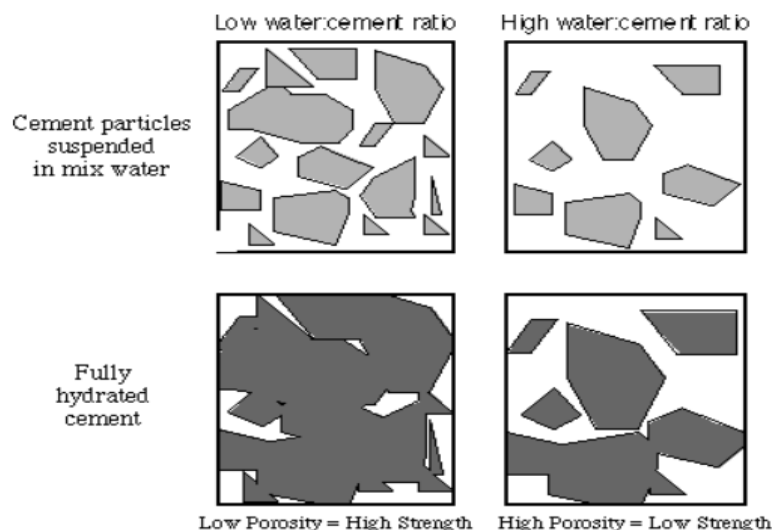 Low water:cement ratio
High water:cement ratio
Cement particles
suspended
in mix water
Fully
hydrated
cement
Low Porosity = High Strength
High Porosity = Low Strength